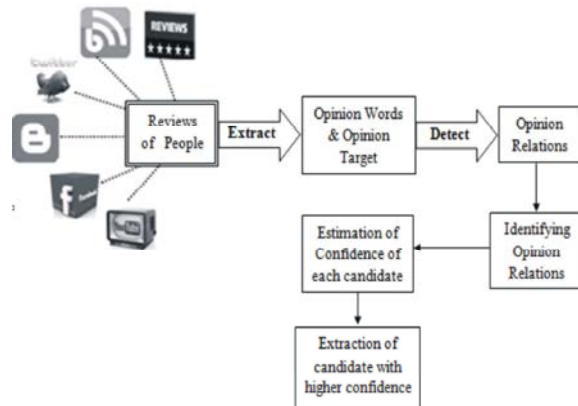 REVIEWS
twitter
Reviews
of People
Extract
Opinion Words
& Opinion
Target
Detect
Opinion
Relations
Identifying
Opinion
Relations
Estimation of
Confidence of
each candidate
Extraction of
candidate with
higher confidence